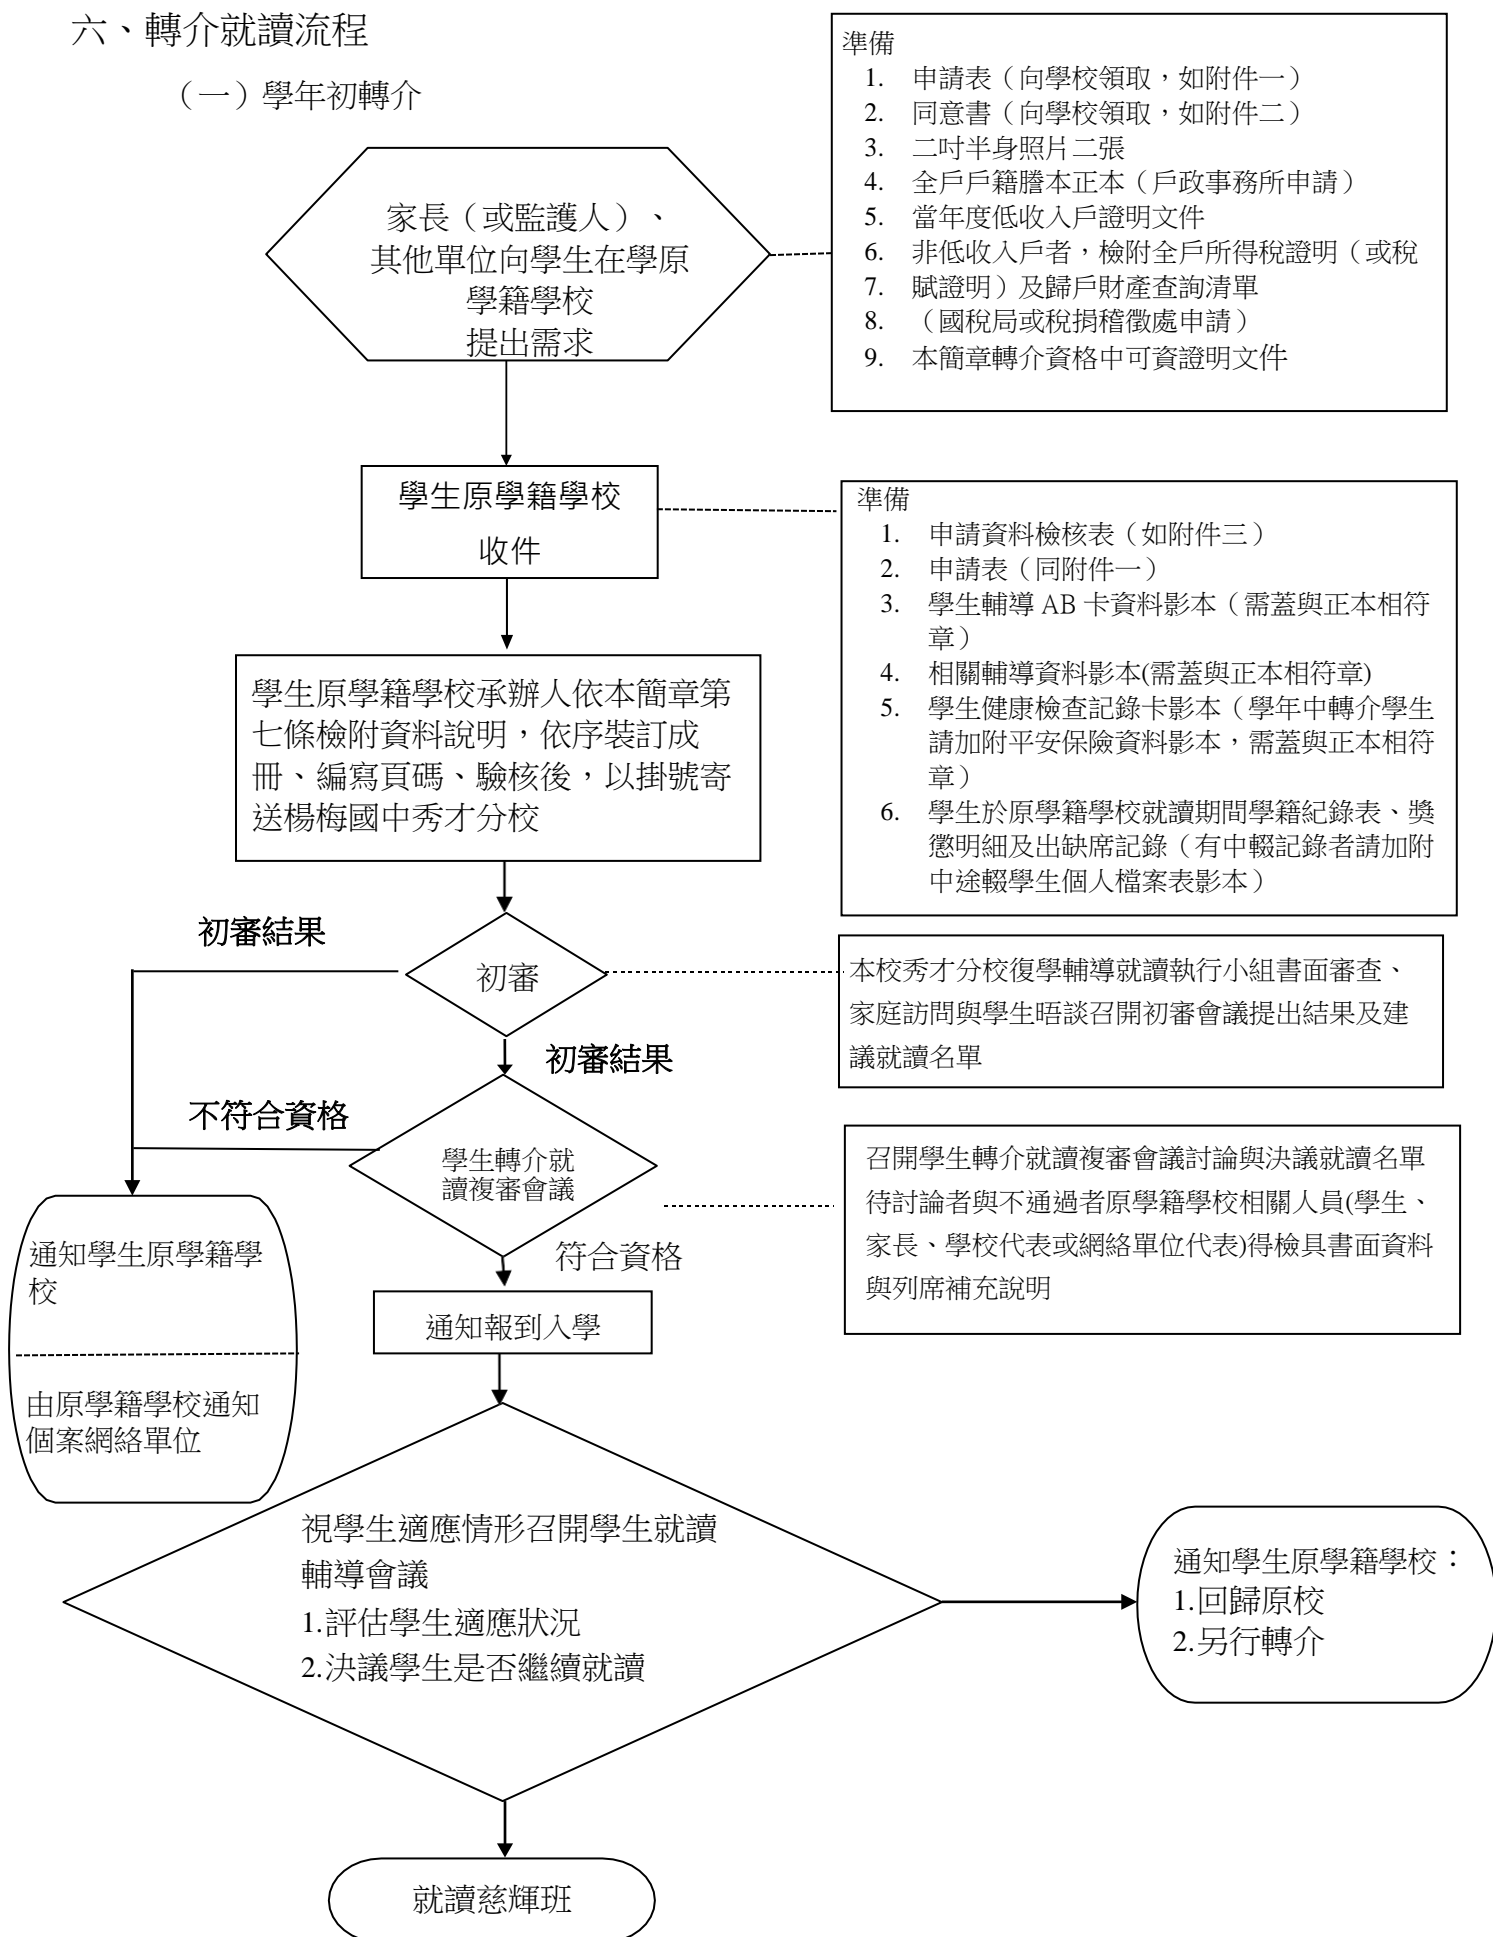 六、轉介就讀流程
（一）學年初轉介
準備
1. 申請表（向學校領取，如附件一）
2. 同意書（向學校領取，如附件二）
3. 二吋半身照片二張
4. 全戶戶籍謄本正本（戶政事務所申請）
5. 當年度低收入戶證明文件
6. 非低收入戶者，檢附全戶所得稅證明（或稅
7. 賦證明）及歸戶財產查詢清單
8. （國稅局或稅捐稽徵處申請）
9. 本簡章轉介資格中可資證明文件
家長（或監護人）、
其他單位向學生在學原
學籍學校
提出需求
學生原學籍學校
收件
準備
1. 申請資料檢核表（如附件三）
2. 申請表（同附件一）
3. 學生輔導 AB 卡資料影本（需蓋與正本相符
章）
4. 相關輔導資料影本(需蓋與正本相符章)
5. 學生健康檢查記錄卡影本（學年中轉介學生
請加附平安保險資料影本，需蓋與正本相符
章）
6. 學生於原學籍學校就讀期間學籍紀錄表、獎
懲明細及出缺席記錄（有中輟記錄者請加附
中途輟學生個人檔案表影本）
學生原學籍學校承辦人依本簡章第
七條檢附資料說明，依序裝訂成
冊、編寫頁碼、驗核後，以掛號寄
送楊梅國中秀才分校
初審結果
初審
本校秀才分校復學輔導就讀執行小組書面審查、
家庭訪問與學生晤談召開初審會議提出結果及建
議就讀名單
初審結果
不符合資格
學生轉介就
讀複審會議
召開學生轉介就讀複審會議討論與決議就讀名單
待討論者與不通過者原學籍學校相關人員(學生、
家長、學校代表或網絡單位代表)得檢具書面資料
與列席補充說明
符合資格
通知學生原學籍學
校
由原學籍學校通知
個案網絡單位
通知報到入學
視學生適應情形召開學生就讀
輔導會議
1.評估學生適應狀況
2.決議學生是否繼續就讀
通知學生原學籍學校：
1.回歸原校
2.另行轉介
就讀慈輝班